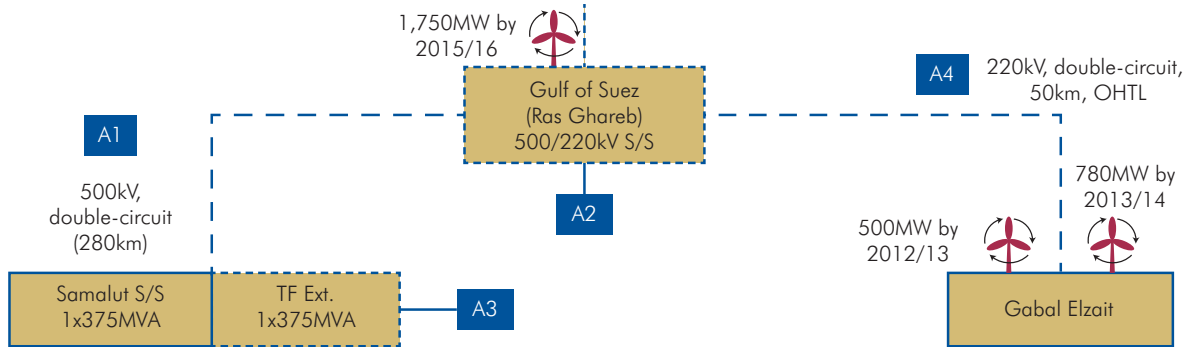 1,750MW by
2015/16
Gulf of Suez
(Ras Ghareb)
500/220kV S/S
A4
220kV, double-circuit,
50km, OHTL
A1
500kV,
double-circuit
(280km)
A2
780MW by
2013/14
500MW by
2012/13
Samalut S/S
1x375MVA
TF Ext.
1x375MVA
A3
Gabal Elzait